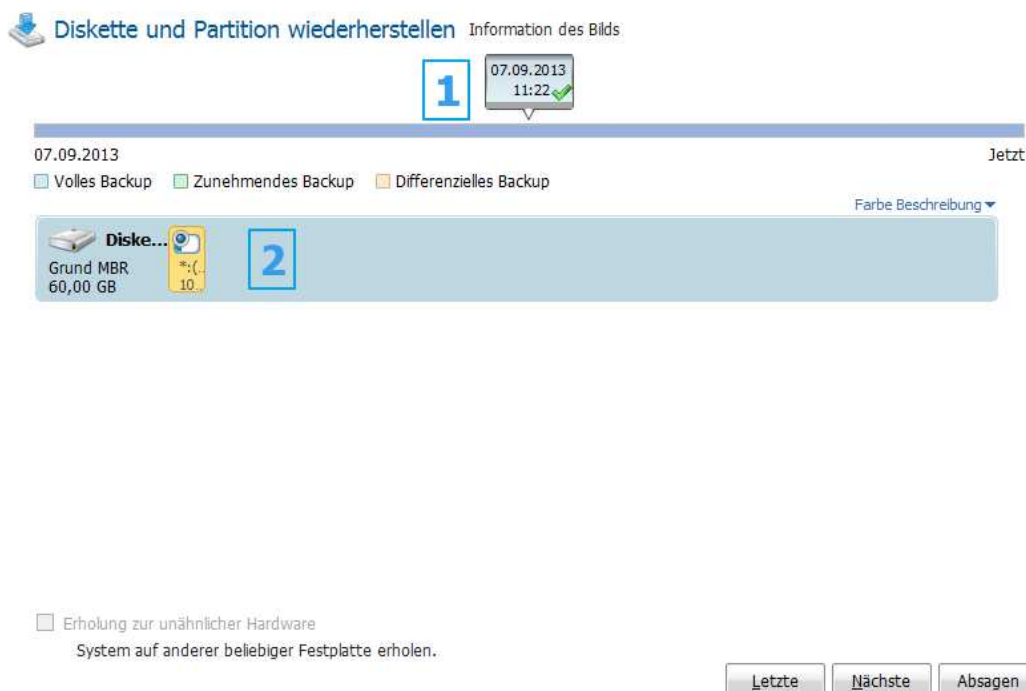 Diskette und Partition wiederherstellen Information des Bilds
1
07.09.2013
11:22
07.09.2013 Jetzt
Volles Backup Zunehmendes Backup Differenzielles Backup
Farbe Beschreibung
Diske...
Grund MBR *:(..
60,00 GB 10...
2
Erholung zur unähnlicher Hardware
System auf anderer beliebiger Festplatte erholen.
Letzte Nächste Absagen